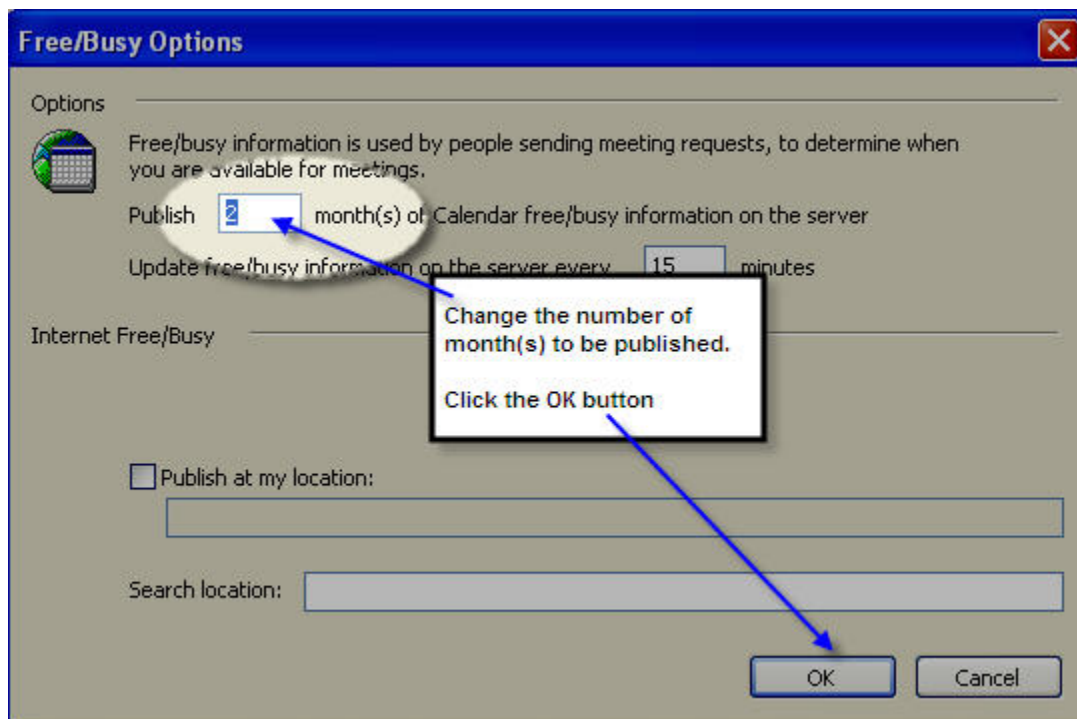 Free/Busy Options
Options
Free/busy information is used by people sending meeting requests, to determine when
you are available for meetings.
Publish 2 month(s) of Calendar free/busy information on the server
Update free/busy information on the server every 15 minutes
Change the number of
month(s) to be published.
Click the OK button
Internet Free/Busy
Publish at my location:
Search location:
OK Cancel